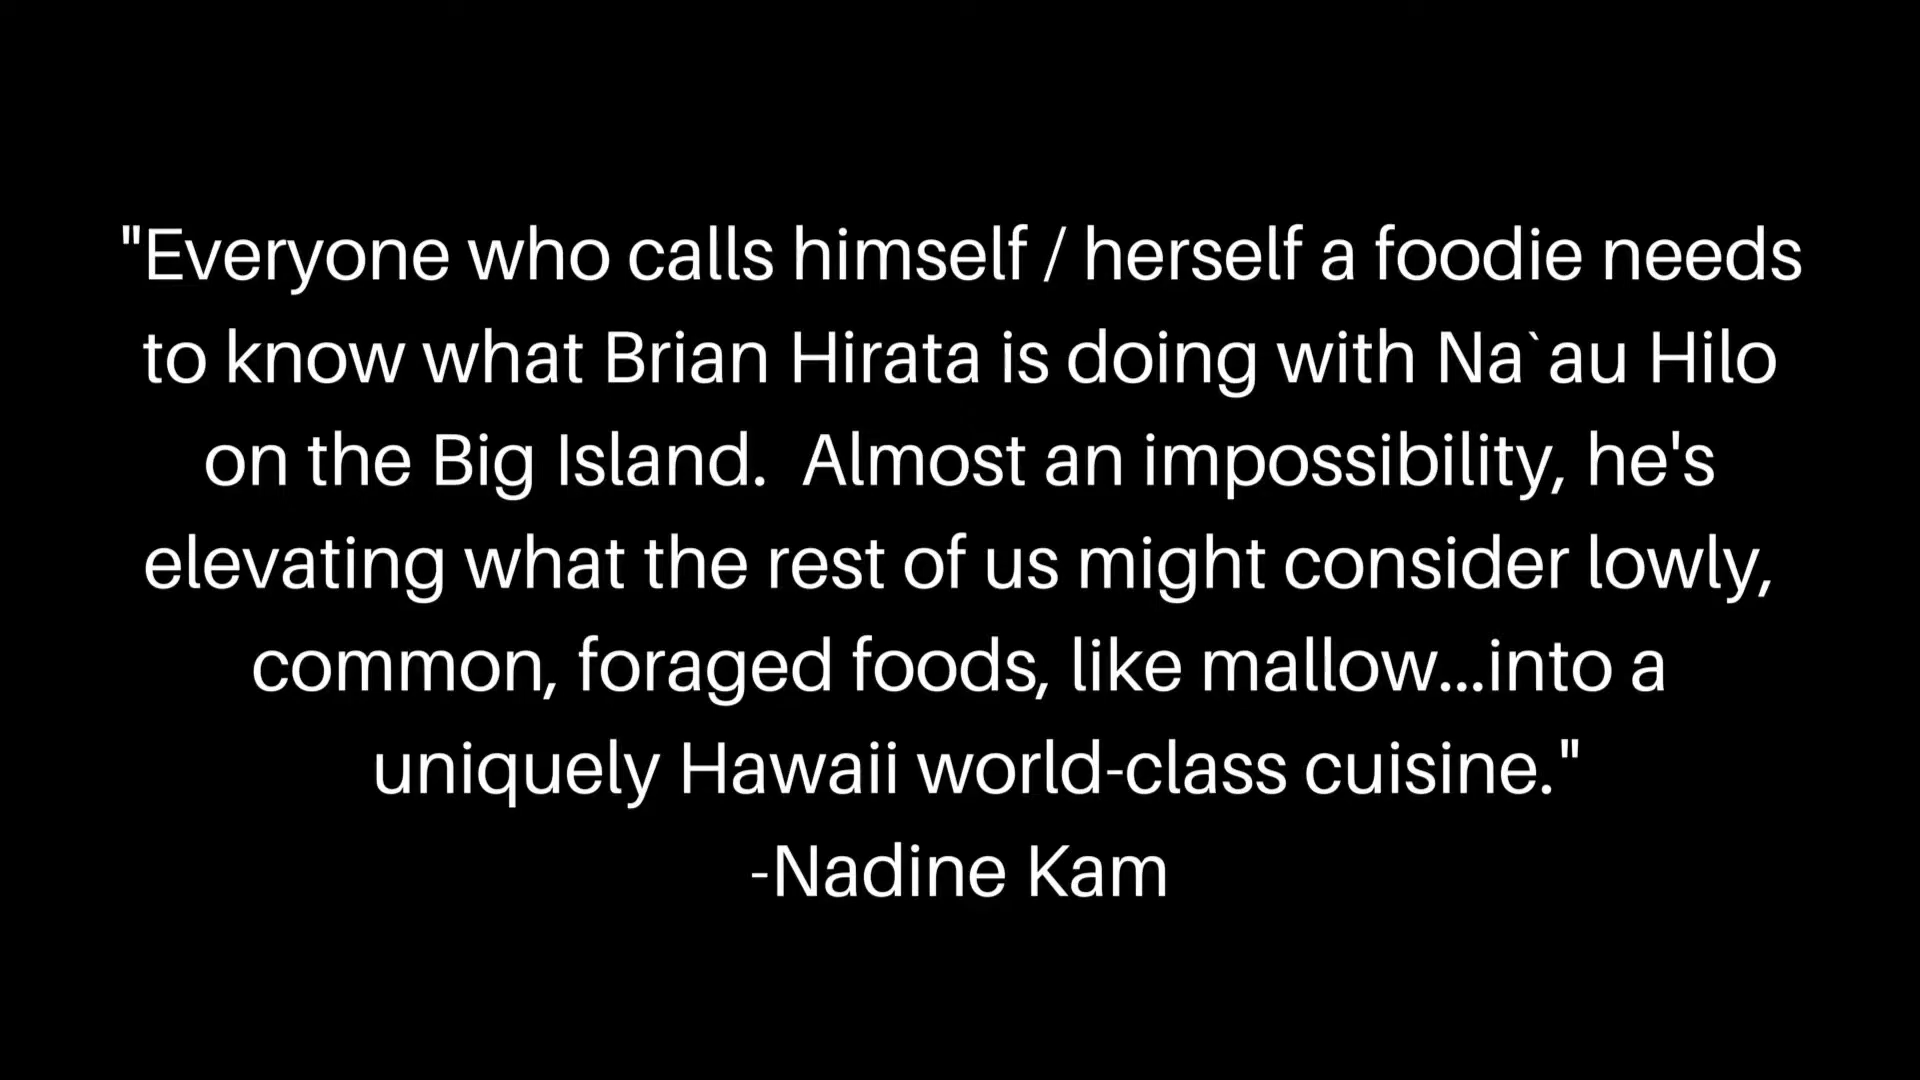 "Everyone who calls himself / herself a foodie needs
to know what Brian Hirata is doing with Na`au Hilo
on the Big Island.  Almost an impossibility, he's
elevating what the rest of us might consider lowly,
common, foraged foods, like mallow...into a
uniquely Hawaii world-class cuisine."
-Nadine Kam